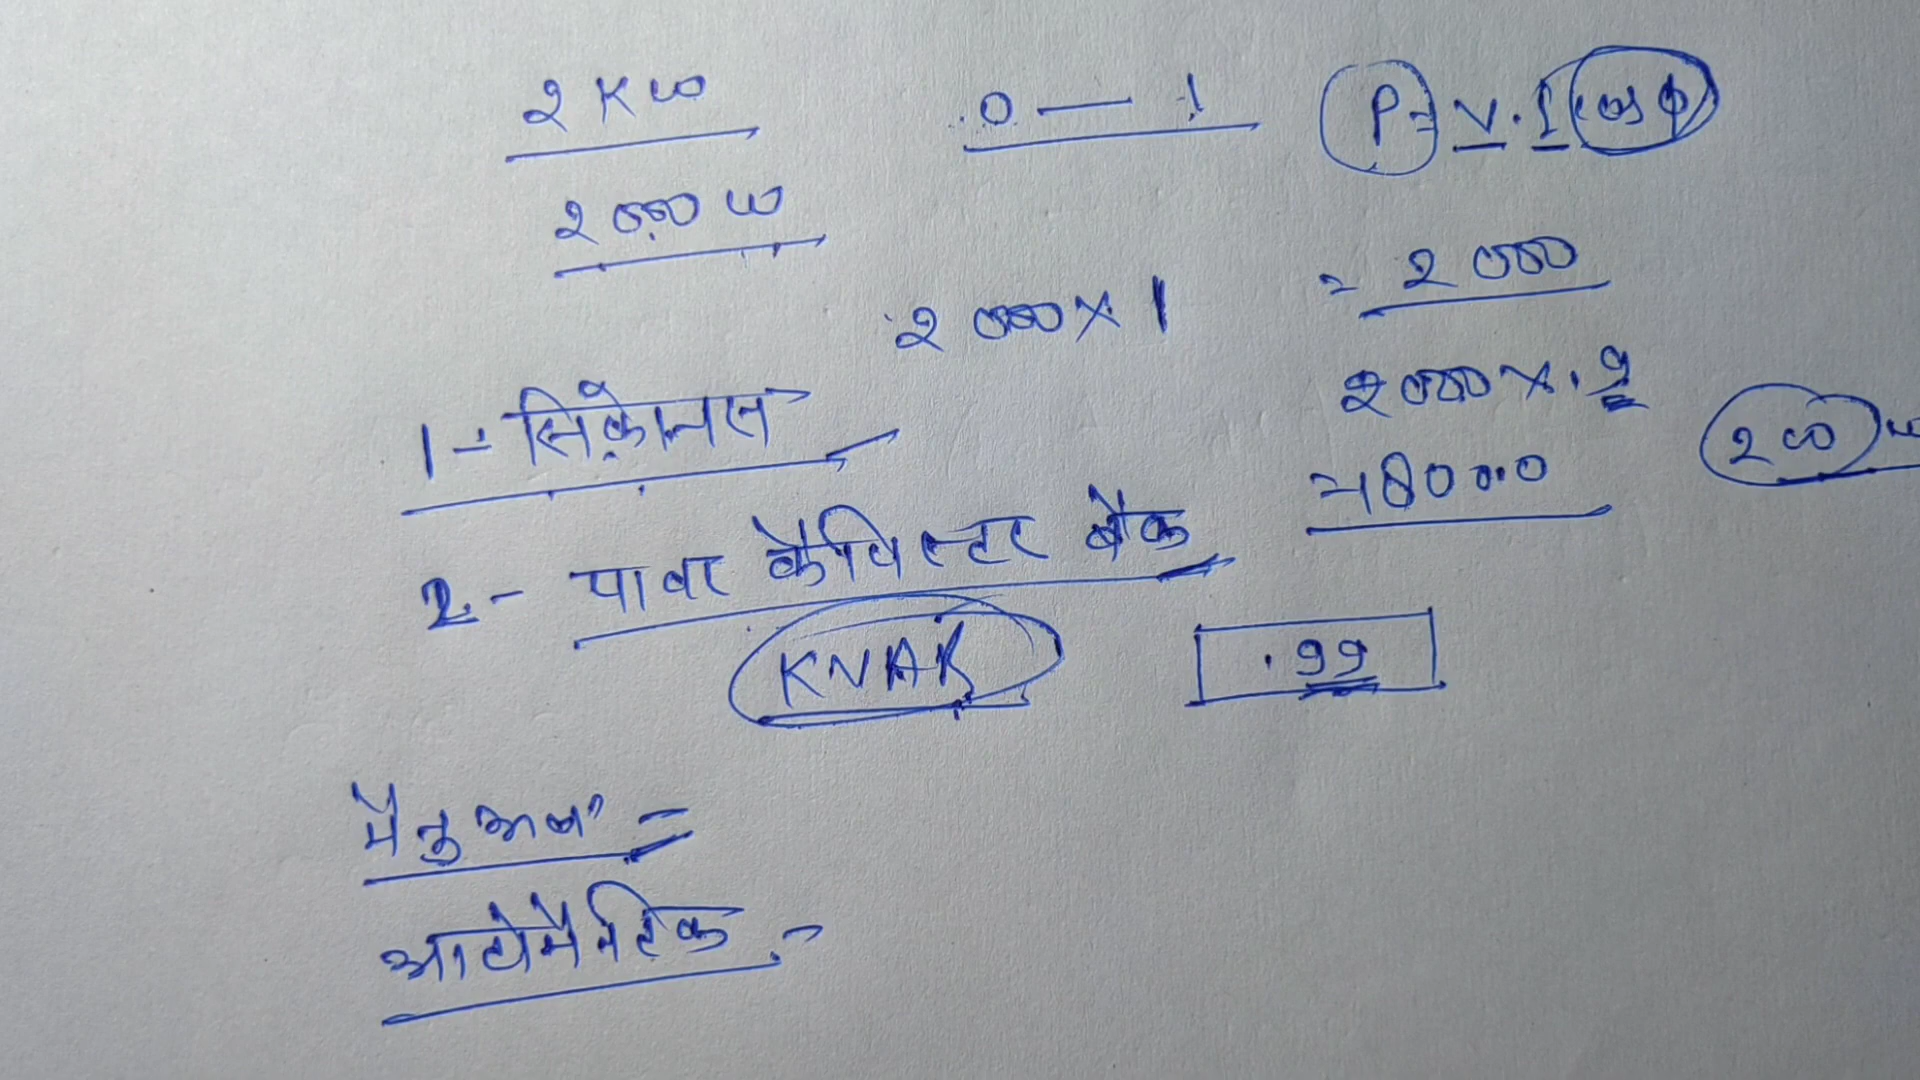 2 KW
0 — 1
P = V.I cos φ
2000 W
= 2000
2000 × 1
2000 × .9
1 - सिंक्रोनस
200 W
= 1800.0
2 - पावर कैपिस्टर बैंक
KVAR
.99
मैनुअल =
आटोमैटिक -